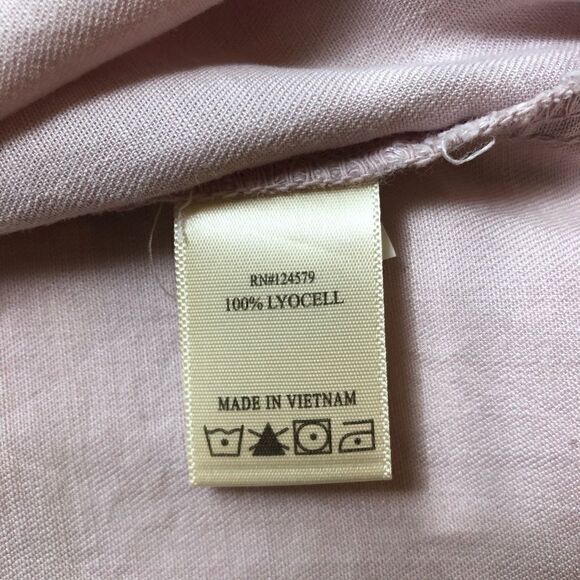 RN#124579
100% LYOCELL
MADE IN VIETNAM